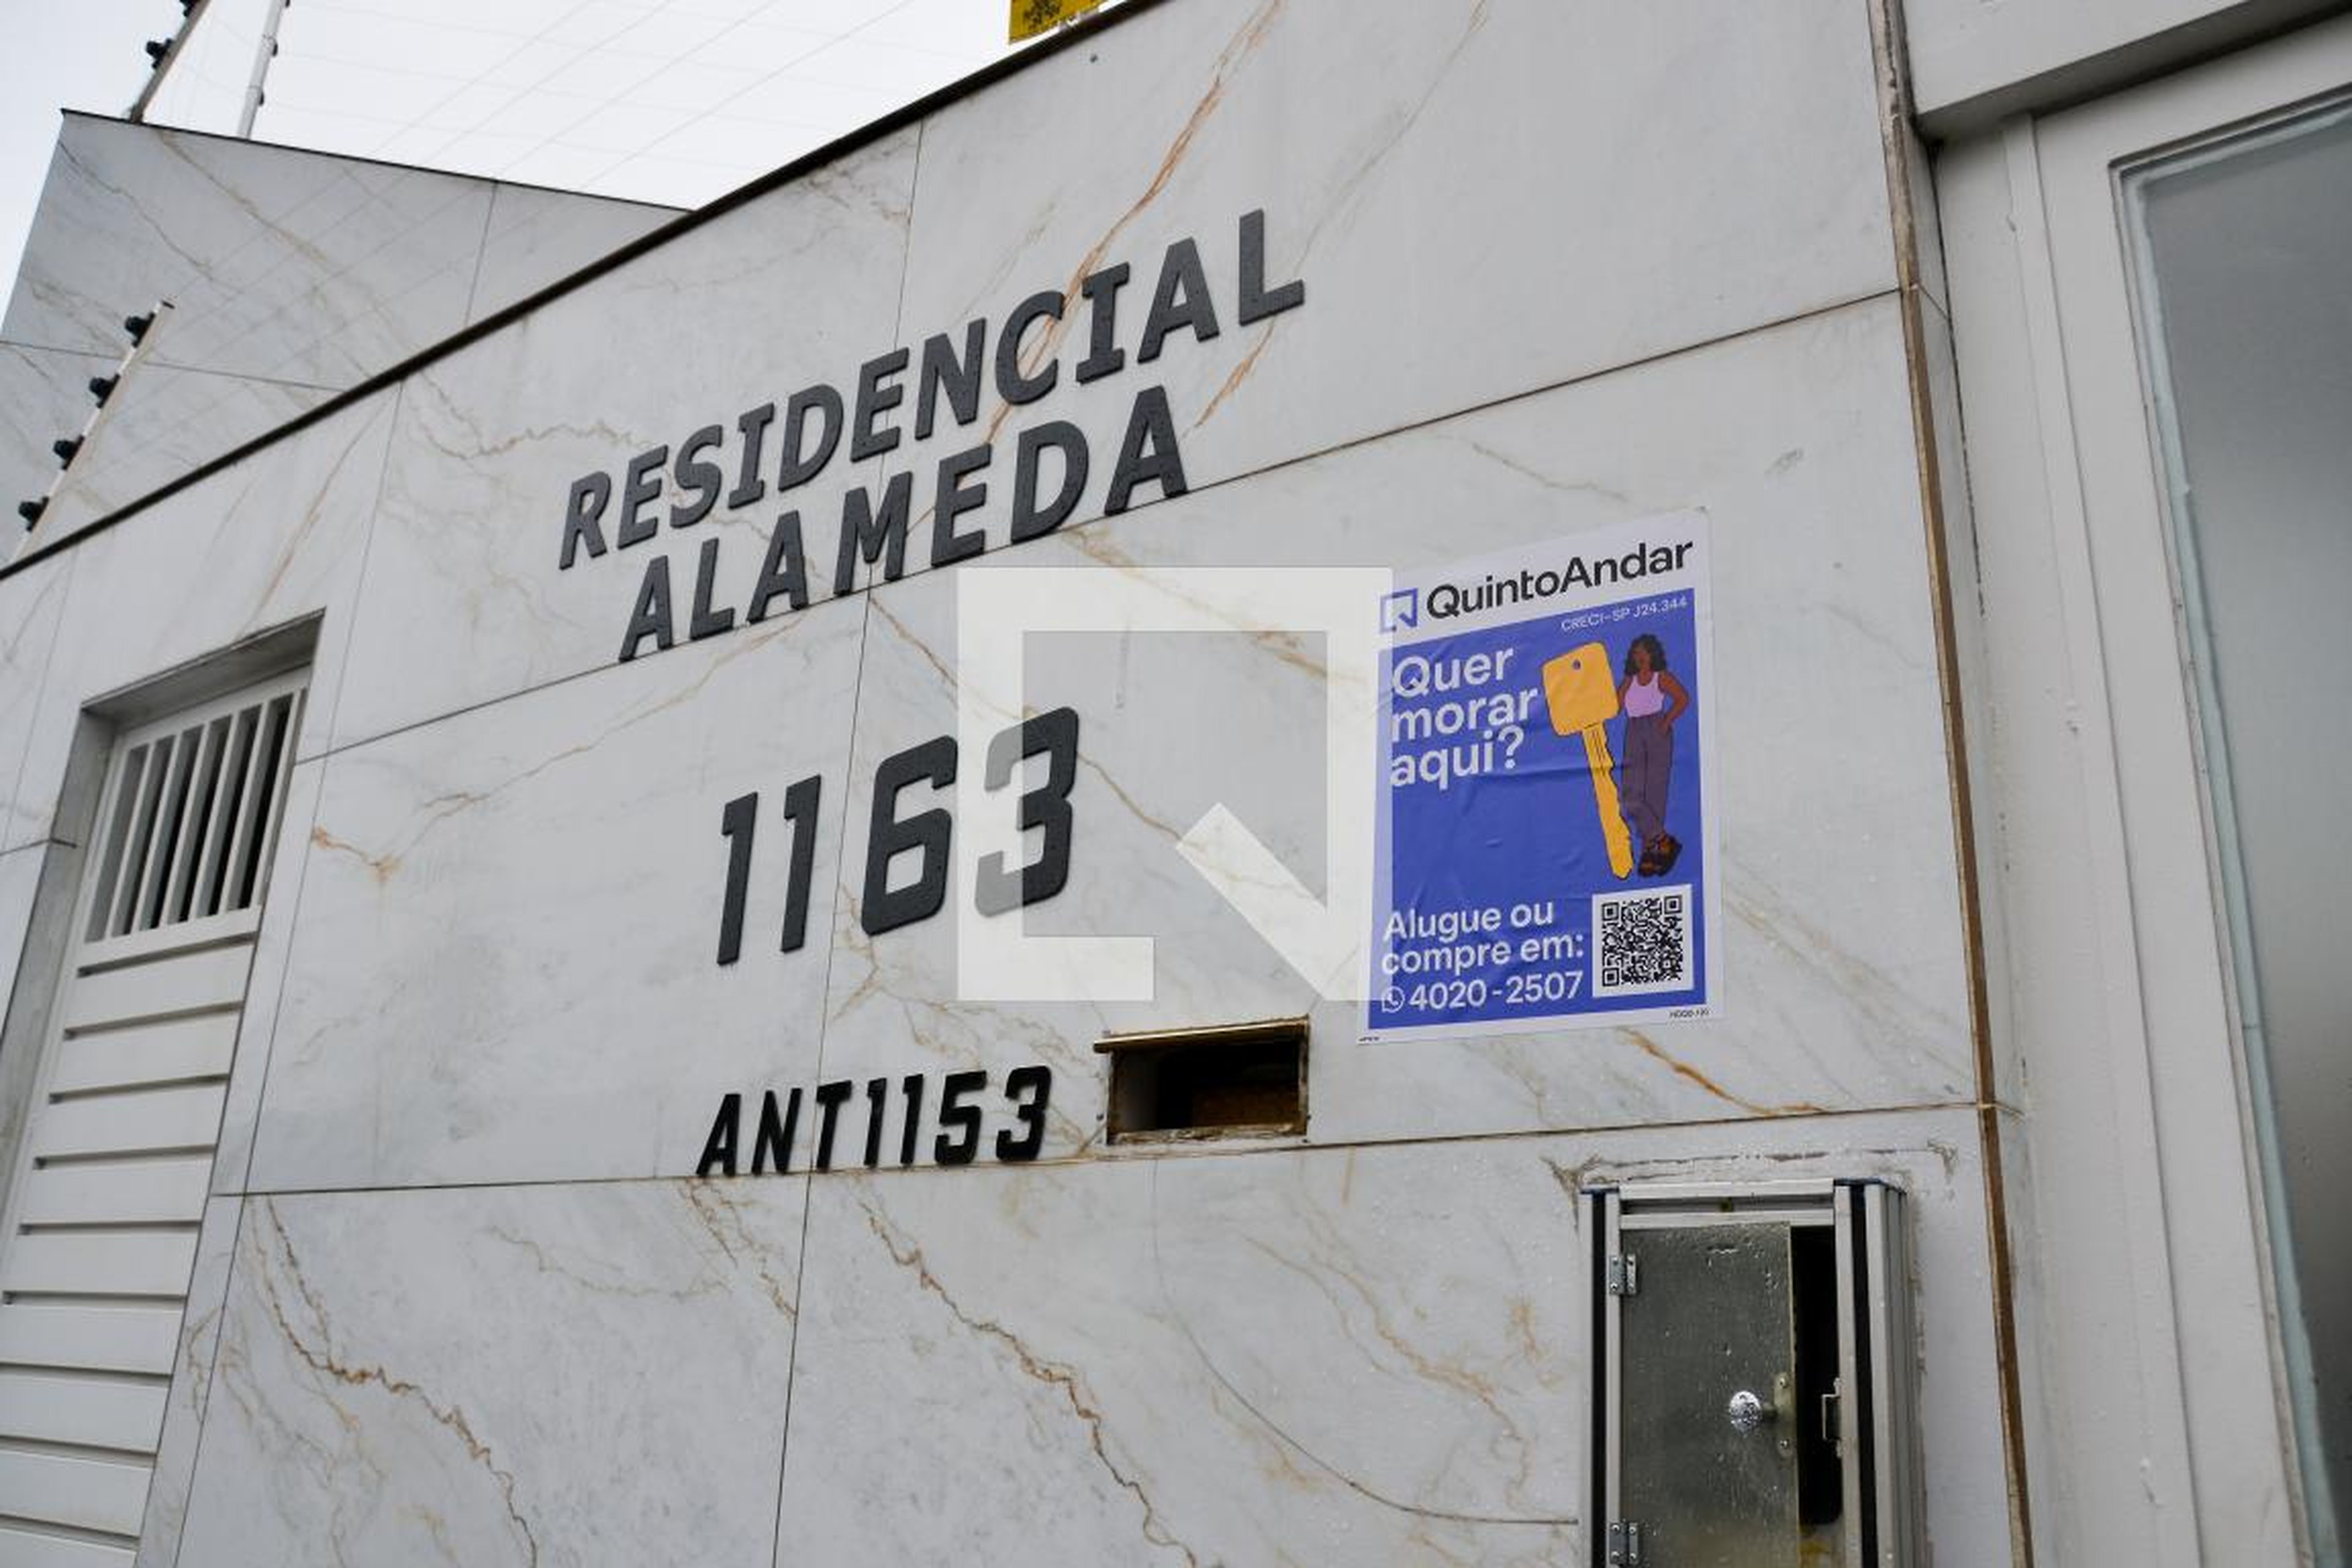 RESIDENCIAL
ALAMEDA
1163
ANT1153
QuintoAndar
CRECI-SP J24.344
Quer
morar
aqui?
Alugue ou
compre em:
4020-2507